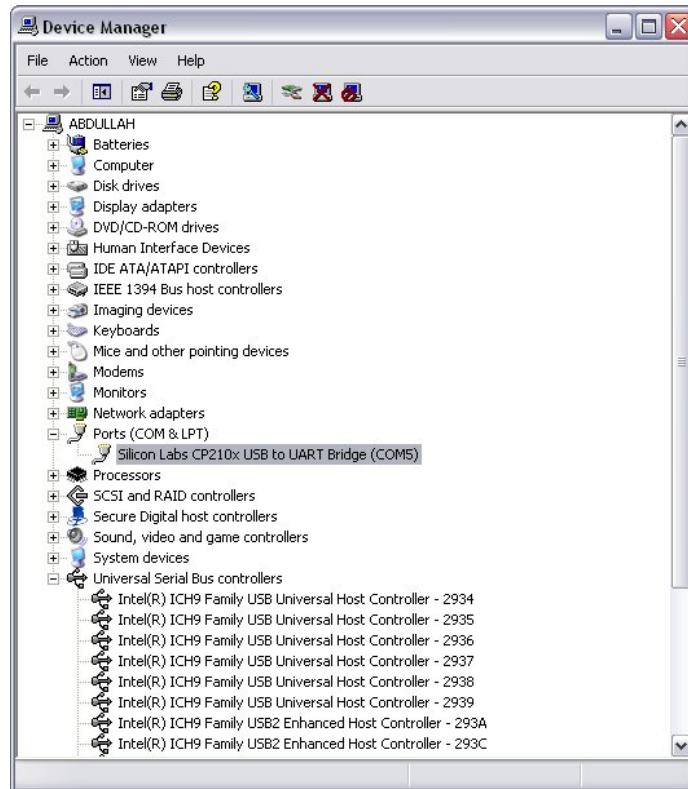 Device Manager
File Action View Help
ABDULLAH
Batteries
Computer
Disk drives
Display adapters
DVD/CD-ROM drives
Human Interface Devices
IDE ATA/ATAPI controllers
IEEE 1394 Bus host controllers
Imaging devices
Keyboards
Mice and other pointing devices
Modems
Monitors
Network adapters
Ports (COM & LPT)
Silicon Labs CP210x USB to UART Bridge (COM5)
Processors
SCSI and RAID controllers
Secure Digital host controllers
Sound, video and game controllers
System devices
Universal Serial Bus controllers
Intel(R) ICH9 Family USB Universal Host Controller - 2934
Intel(R) ICH9 Family USB Universal Host Controller - 2935
Intel(R) ICH9 Family USB Universal Host Controller - 2936
Intel(R) ICH9 Family USB Universal Host Controller - 2937
Intel(R) ICH9 Family USB Universal Host Controller - 2938
Intel(R) ICH9 Family USB Universal Host Controller - 2939
Intel(R) ICH9 Family USB2 Enhanced Host Controller - 293A
Intel(R) ICH9 Family USB2 Enhanced Host Controller - 293C